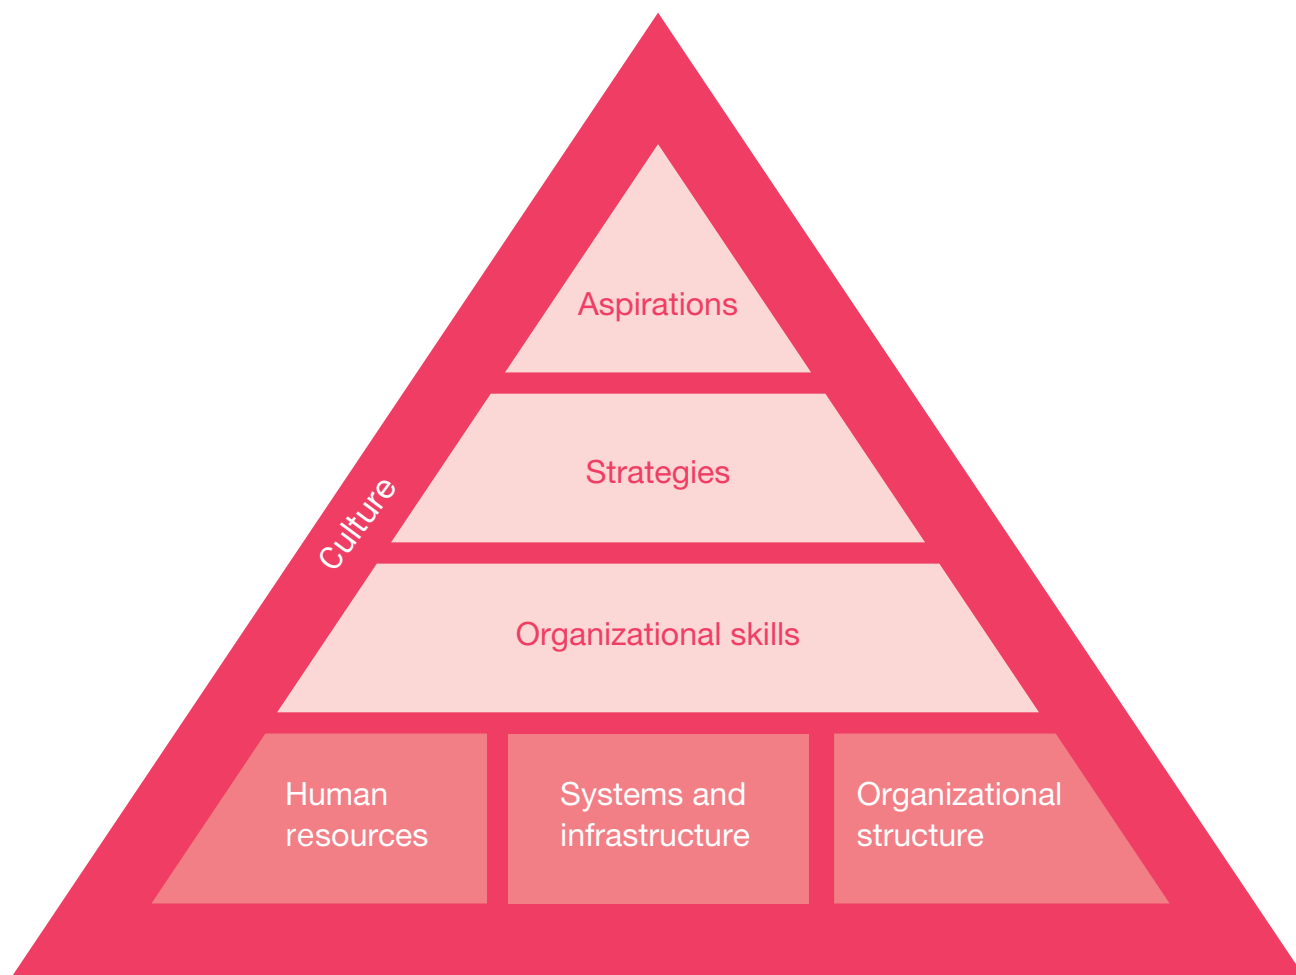 Aspirations
Strategies
Culture
Organizational skills
Human
resources
Systems and
infrastructure
Organizational
structure